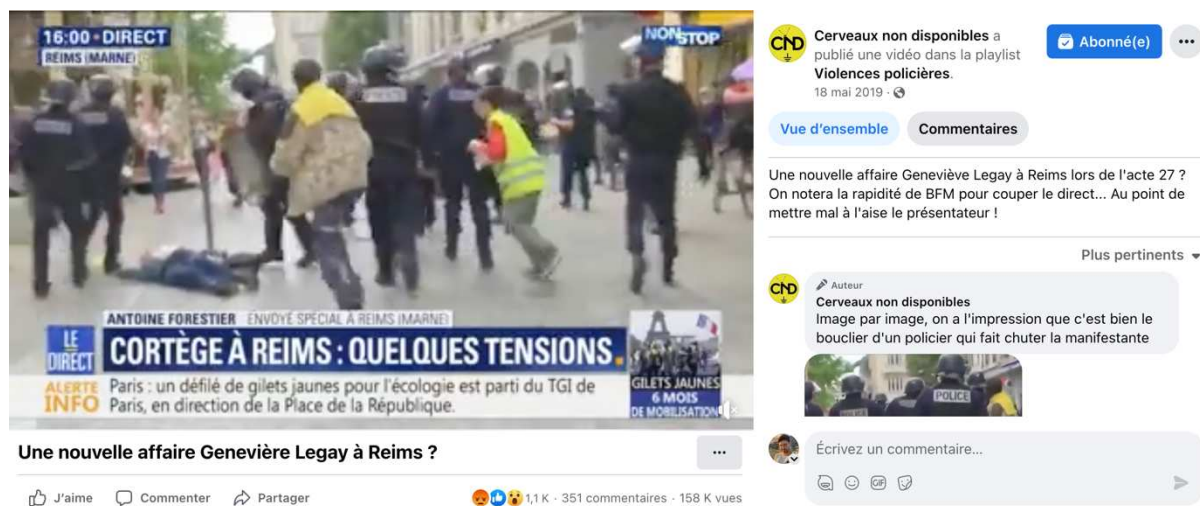 16:00 • DIRECT
REIMS (MARNE)
NON STOP
ANTOINE FORESTIER ENVOYÉ SPÉCIAL À REIMS (MARNE)
LE DIRECT
CORTÈGE À REIMS : QUELQUES TENSIONS.
ALERTE INFO
Paris : un défilé de gilets jaunes pour l'écologie est parti du TGI de
Paris, en direction de la Place de la République.
GILETS JAUNES
6 MOIS
DE MOBILISATION
Une nouvelle affaire Genevière Legay à Reims ?
...
J'aime
Commenter
Partager
1,1 K · 351 commentaires · 158 K vues
CND
Cerveaux non disponibles a
publié une vidéo dans la playlist
Violences policières.
18 mai 2019 ·
Abonné(e)
...
Vue d'ensemble
Commentaires
Une nouvelle affaire Geneviève Legay à Reims lors de l'acte 27 ?
On notera la rapidité de BFM pour couper le direct... Au point de
mettre mal à l'aise le présentateur !
Plus pertinents
CND
Auteur
Cerveaux non disponibles
Image par image, on a l'impression que c'est bien le
bouclier d'un policier qui fait chuter la manifestante
POLICE
Écrivez un commentaire...
GIF